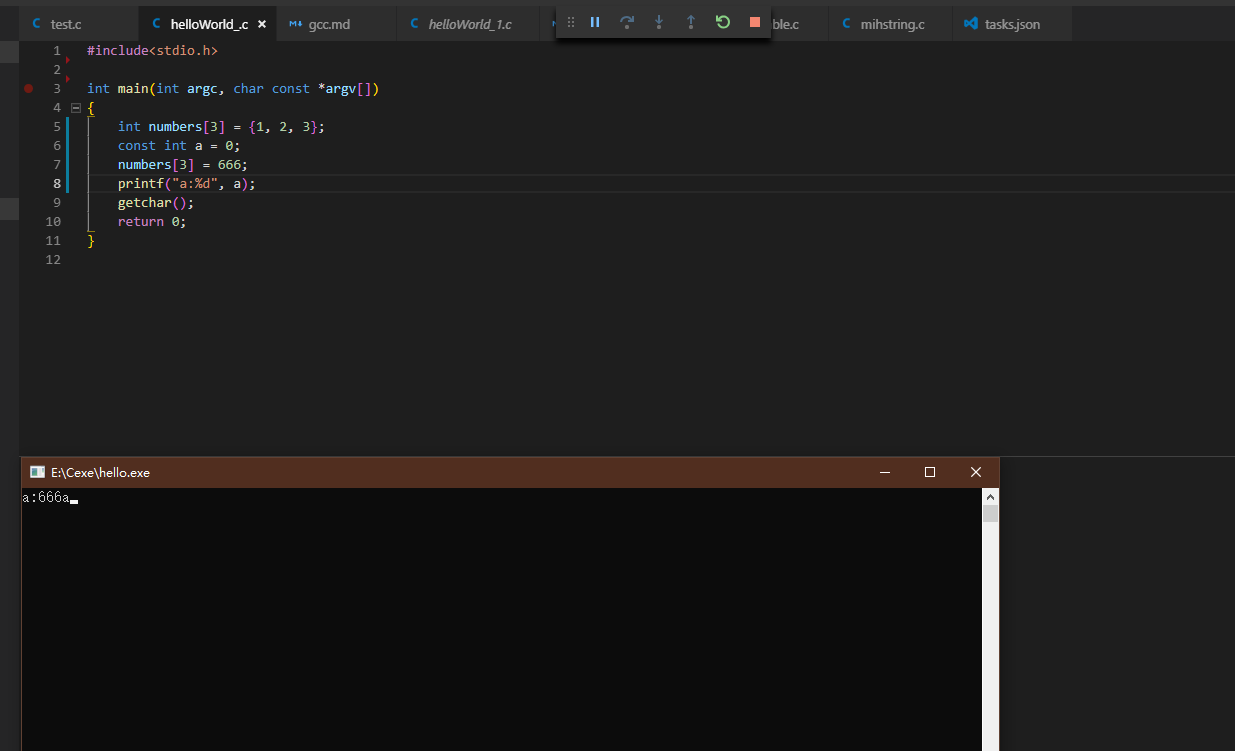 test.c helloWorld_.c × gcc.md helloWorld_1.c ble.c mihstring.c tasks.json
1 #include<stdio.h>
2
3 int main(int argc, char const *argv[])
4 {
5 int numbers[3] = {1, 2, 3};
6 const int a = 0;
7 numbers[3] = 666;
8 printf("a:%d", a);
9 getchar();
10 return 0;
11 }
12
E:\Cexe\hello.exe
a:666a